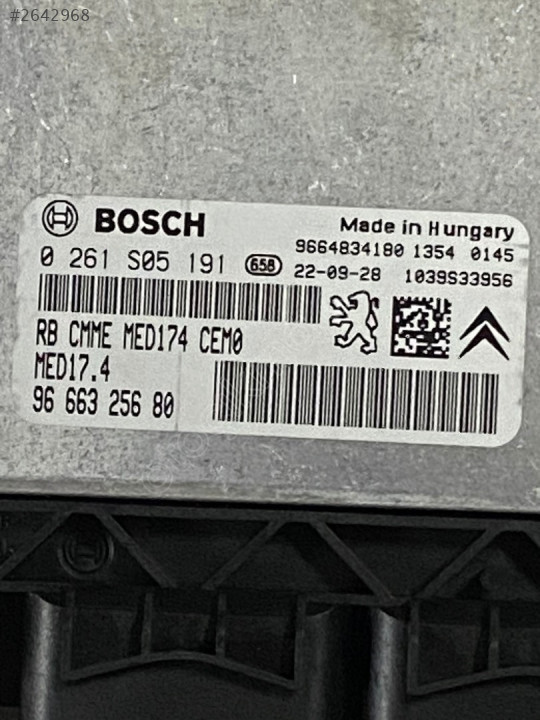 #2642968
BOSCH
Made in Hungary
9664834180 1354 0145
0 261 S05 191 658 22-09-28 1039S33956
RB CMME MED174 CEM0
MED17.4
96 663 256 80